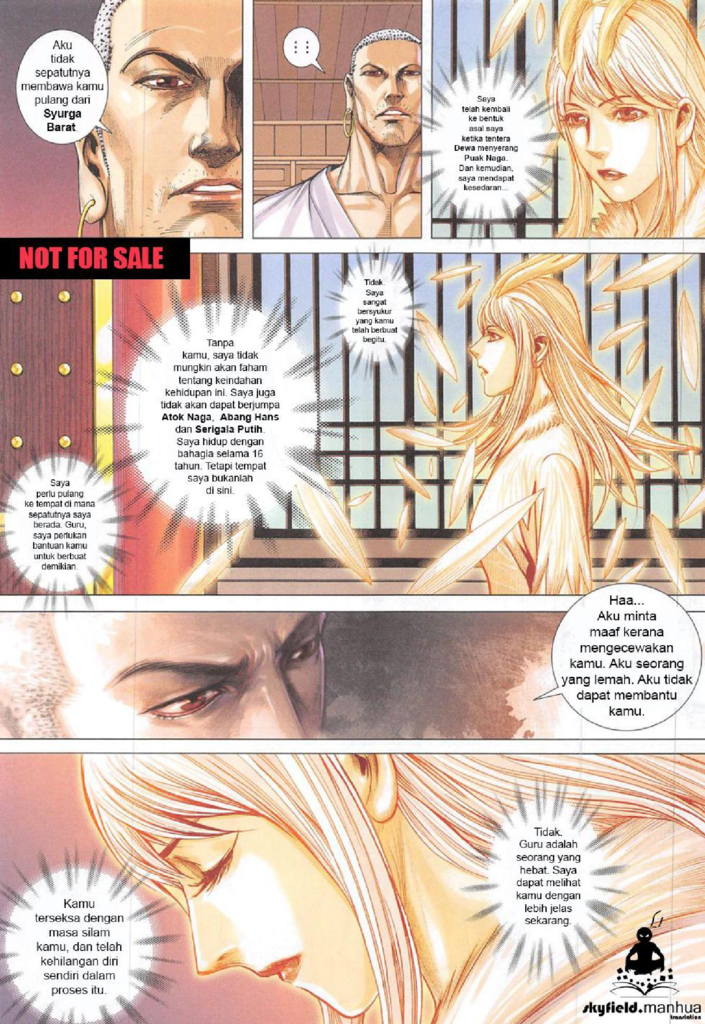 Aku
tidak
sepatutnya
membawa kamu
pulang dari
Syurga
Barat
Saya
telah kembali
ke bentuk
asal saya
ketika tentera
Dewa menyerang
Puak Naga.
Dan kemudian,
saya mendapat
kesedaran...
NOT FOR SALE
Tidak.
Saya
sangat
bersyukur
yang kamu
telah berbuat
begitu.
Tanpa
kamu, saya tidak
mungkin akan faham
tentang keindahan
kehidupan ini. Saya juga
tidak akan dapat berjumpa
Atok Naga, Abang Hans
dan Serigala Putih.
Saya hidup dengan
bahagia selama 16
tahun. Tetapi tempat
saya bukanlah
di sini.
Saya
perlu pulang
ke tempat di mana
sepatutnya saya
berada. Guru,
saya perlukan
bantuan kamu
untuk berbuat
demikian.
Haa...
Aku minta
maaf kerana
mengecewakan
kamu. Aku seorang
yang lemah. Aku tidak
dapat membantu
kamu.
Tidak.
Guru adalah
seorang yang
hebat. Saya
dapat melihat
kamu dengan
lebih jelas
sekarang.
Kamu
terseksa dengan
masa silam
kamu, dan telah
kehilangan diri
sendiri dalam
proses itu.
skyfield.manhua
translation